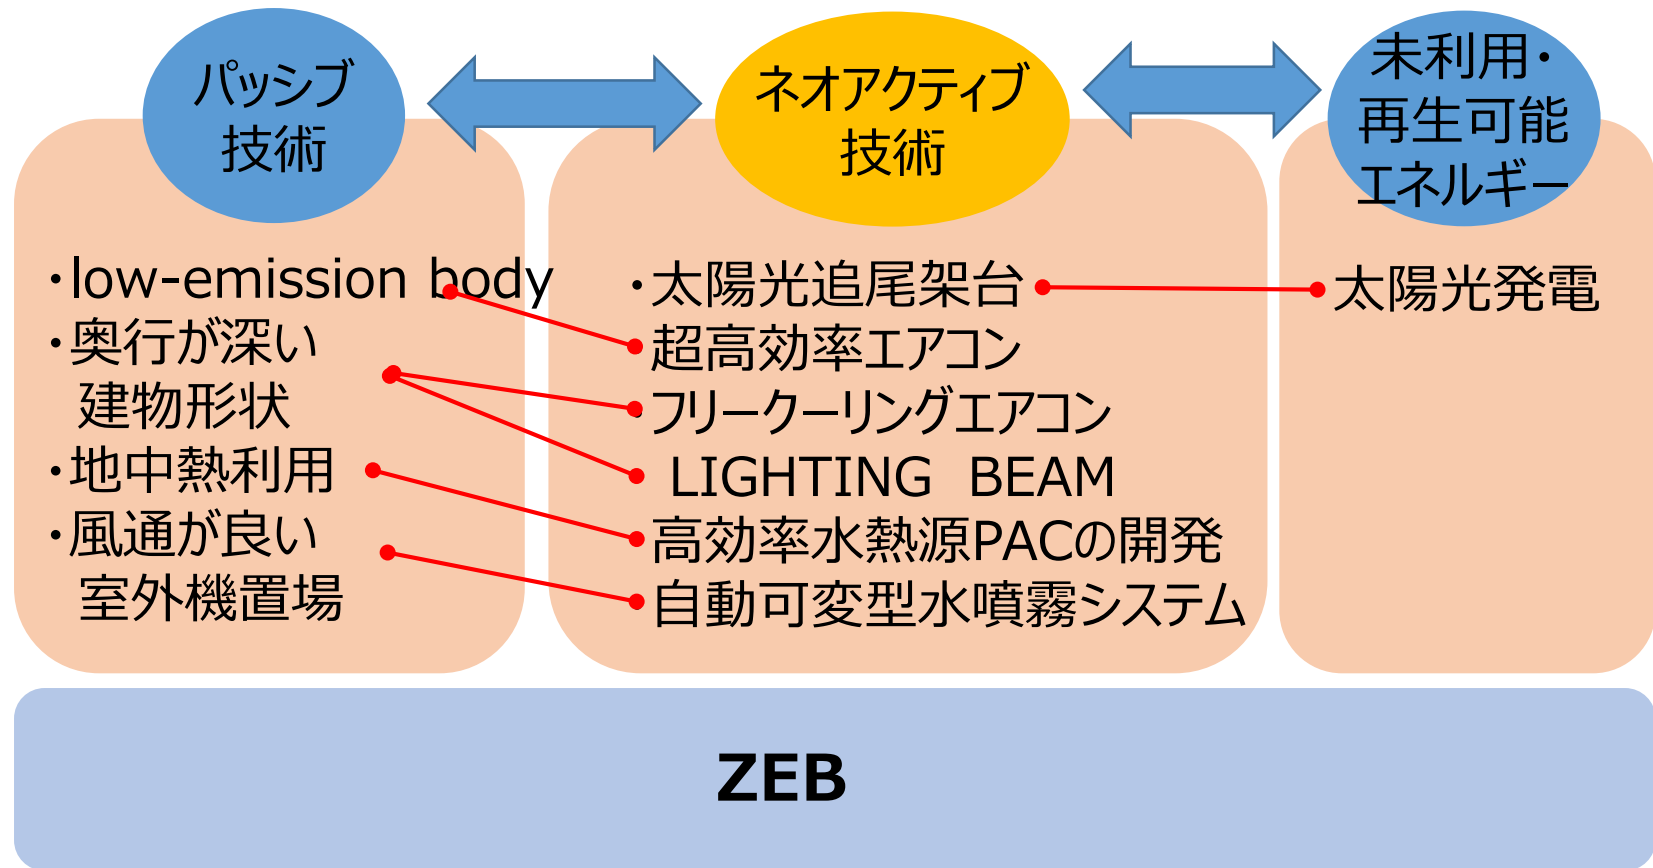 パッシブ
技術
ネオアクティブ
技術
未利用・
再生可能
エネルギー
・low-emission body
・奥行が深い
建物形状
・地中熱利用
・風通が良い
室外機置場
・太陽光追尾架台
超高効率エアコン
フリークーリングエアコン
LIGHTING BEAM
高効率水熱源PACの開発
自動可変型水噴霧システム
太陽光発電
ZEB